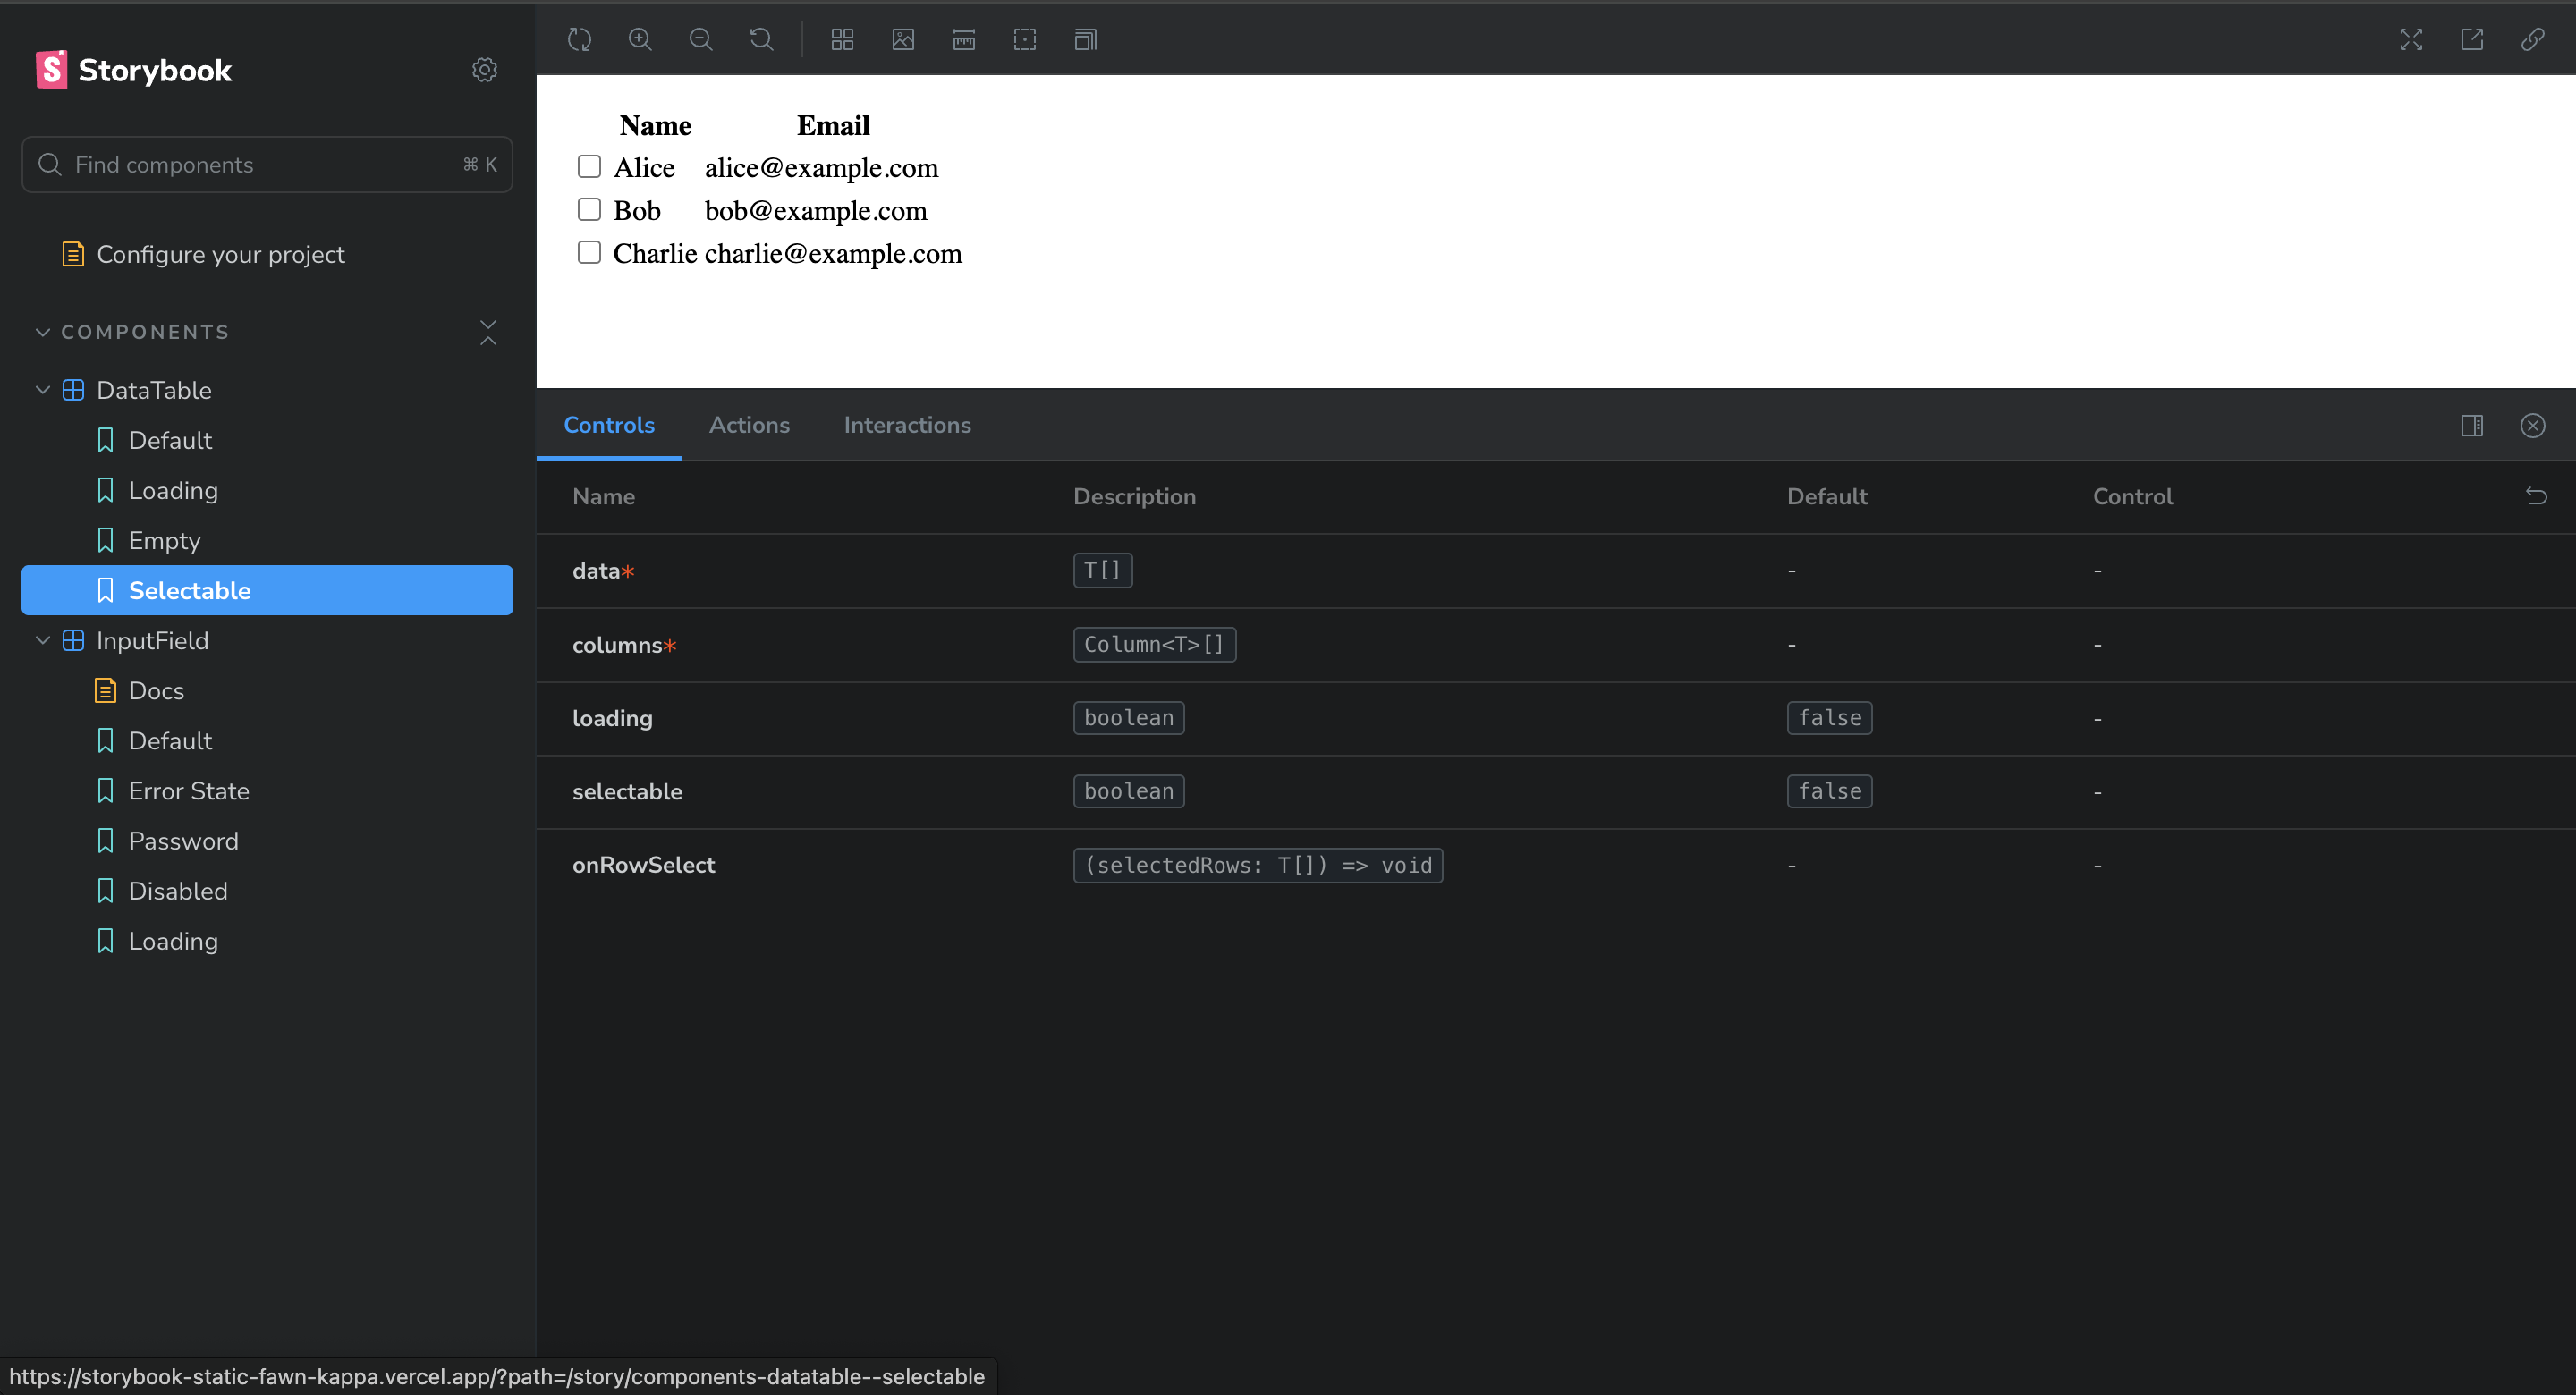 Storybook
Find components ⌘ K
Configure your project
COMPONENTS
DataTable
Default
Loading
Empty
Selectable
InputField
Docs
Default
Error State
Password
Disabled
Loading
Name Email
Alice alice@example.com
Bob bob@example.com
Charlie charlie@example.com
Controls Actions Interactions
Name Description Default Control
data* T[] - -
columns* Column<T>[] - -
loading boolean false -
selectable boolean false -
onRowSelect (selectedRows: T[]) => void - -
https://storybook-static-fawn-kappa.vercel.app/?path=/story/components-datatable--selectable